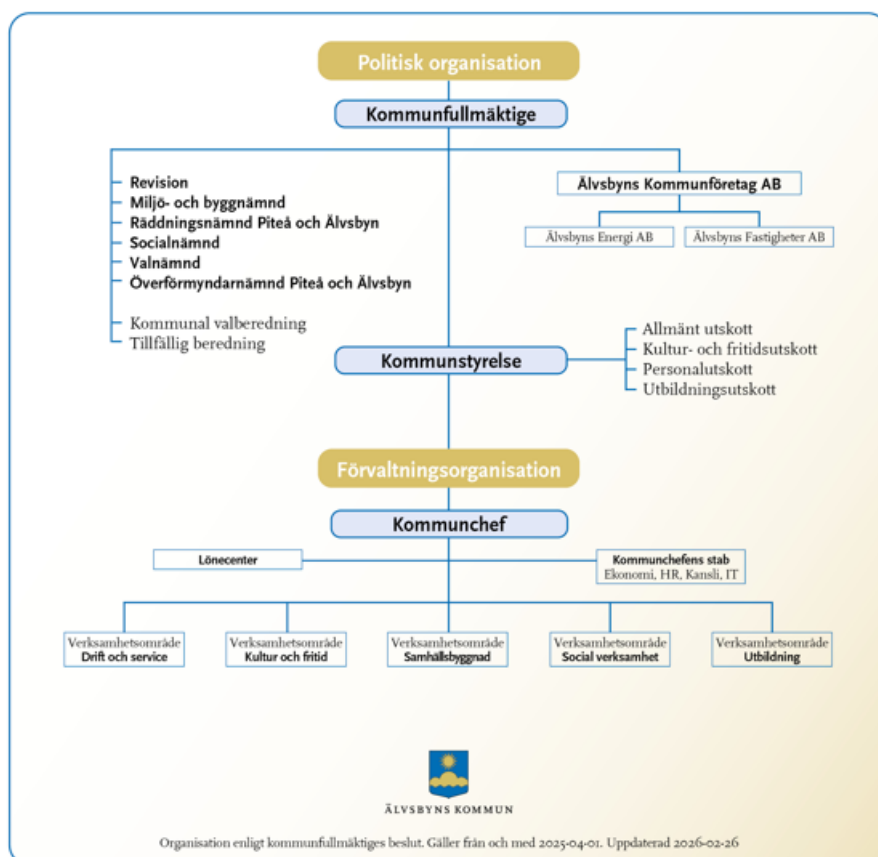 Politisk organisation
Kommunfullmäktige
Revision
Miljö- och byggnämnd
Räddningsnämnd Piteå och Älvsbyn
Socialnämnd
Valnämnd
Överförmyndarnämnd Piteå och Älvsbyn
Kommunal valberedning
Tillfällig beredning
Älvsbyns Kommunföretag AB
Älvsbyns Energi AB
Älvsbyns Fastigheter AB
Kommunstyrelse
Allmänt utskott
Kultur- och fritidsutskott
Personalutskott
Utbildningsutskott
Förvaltningsorganisation
Kommunchef
Lönecenter
Kommunchefens stab
Ekonomi, HR, Kansli, IT
Verksamhetsområde
Drift och service
Verksamhetsområde
Kultur och fritid
Verksamhetsområde
Samhällsbyggnad
Verksamhetsområde
Social verksamhet
Verksamhetsområde
Utbildning
ÄLVSBYNS KOMMUN
Organisation enligt kommunfullmäktiges beslut. Gäller från och med 2025-04-01. Uppdaterad 2026-02-26